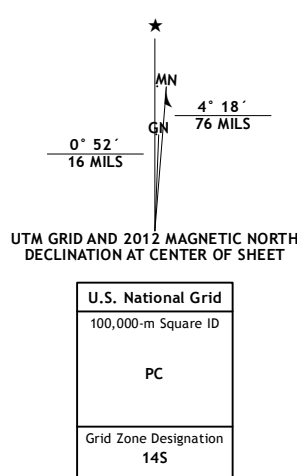 ★
MN
GN
4° 18´
76 MILS
0° 52´
16 MILS
UTM GRID AND 2012 MAGNETIC NORTH
DECLINATION AT CENTER OF SHEET
U.S. National Grid
100,000-m Square ID
PC
Grid Zone Designation
14S